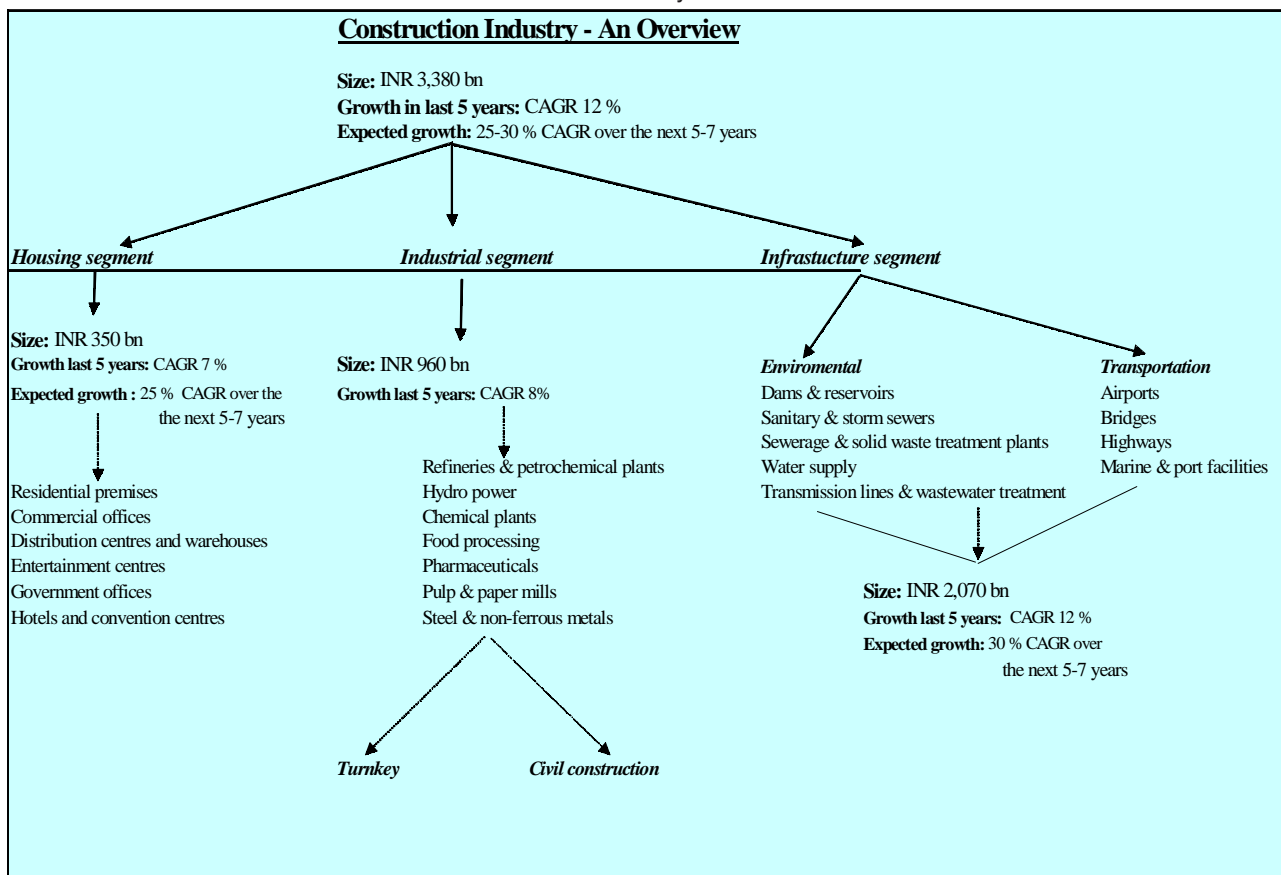 Construction Industry - An Overview
Size: INR 3,380 bn
Growth in last 5 years: CAGR 12 %
Expected growth: 25-30 % CAGR over the next 5-7 years
Housing segment
Industrial segment
Infrastucture segment
Size: INR 350 bn
Growth last 5 years: CAGR 7 %
Expected growth : 25 % CAGR over the
the next 5-7 years
Residential premises
Commercial offices
Distribution centres and warehouses
Entertainment centres
Government offices
Hotels and convention centres
Size: INR 960 bn
Growth last 5 years: CAGR 8%
Refineries & petrochemical plants
Hydro power
Chemical plants
Food processing
Pharmaceuticals
Pulp & paper mills
Steel & non-ferrous metals
Turnkey
Civil construction
Enviromental
Dams & reservoirs
Sanitary & storm sewers
Sewerage & solid waste treatment plants
Water supply
Transmission lines & wastewater treatment
Transportation
Airports
Bridges
Highways
Marine & port facilities
Size: INR 2,070 bn
Growth last 5 years: CAGR 12 %
Expected growth: 30 % CAGR over
the next 5-7 years